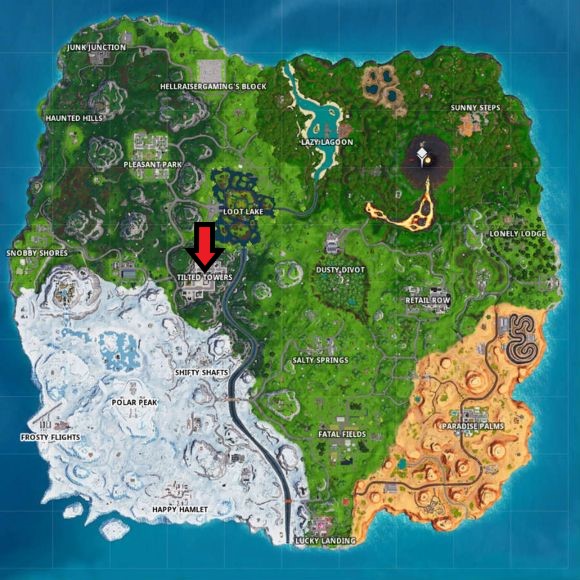 JUNK JUNCTION
HELLRAISERGAMING'S BLOCK
HAUNTED HILLS
SUNNY STEPS
LAZY LAGOON
PLEASANT PARK
LOOT LAKE
LONELY LODGE
SNOBBY SHORES
TILTED TOWERS
DUSTY DIVOT
RETAIL ROW
SALTY SPRINGS
SHIFTY SHAFTS
POLAR PEAK
PARADISE PALMS
FROSTY FLIGHTS
FATAL FIELDS
HAPPY HAMLET
LUCKY LANDING